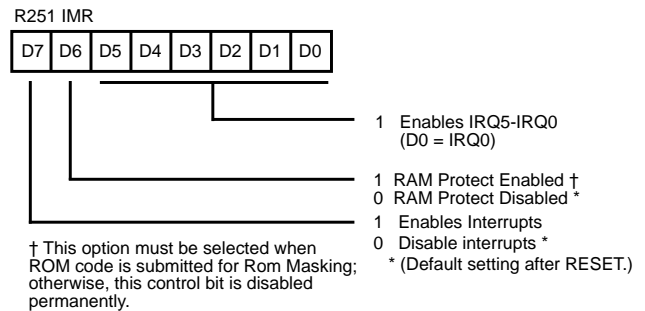 R251 IMR
D7 D6 D5 D4 D3 D2 D1 D0
1 Enables IRQ5-IRQ0
(D0 = IRQ0)
1 RAM Protect Enabled †
0 RAM Protect Disabled *
1 Enables Interrupts
0 Disable interrupts *
* (Default setting after RESET.)
† This option must be selected when
ROM code is submitted for Rom Masking;
otherwise, this control bit is disabled
permanently.